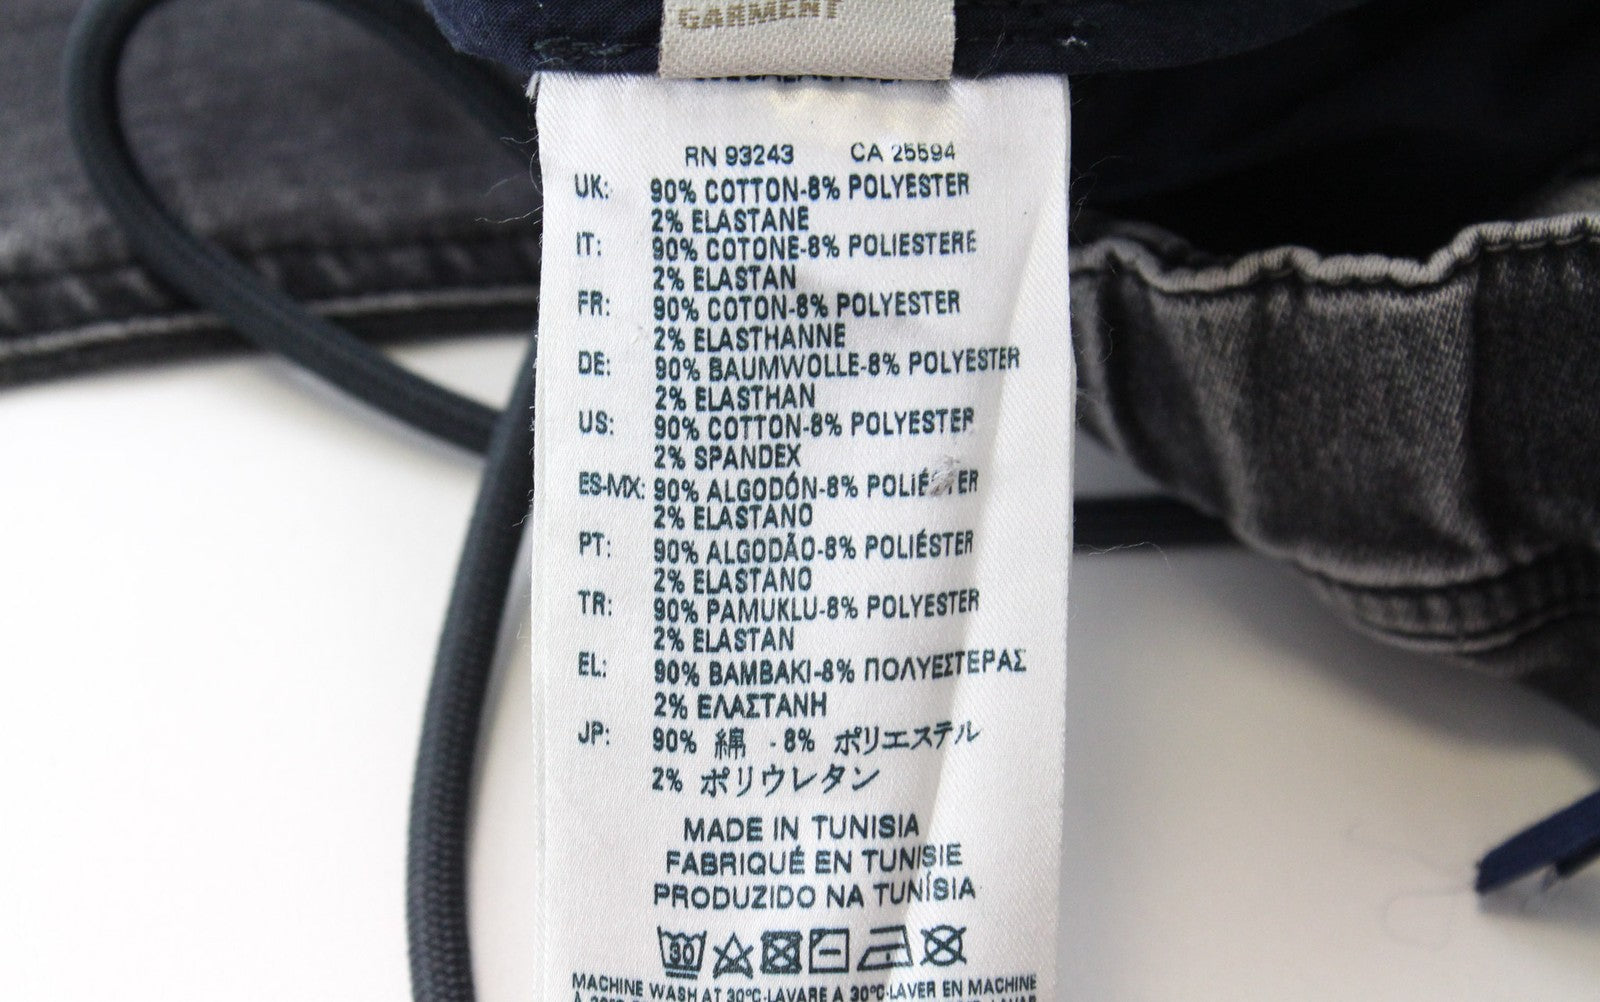 GARMENT
RN 93243 CA 25594
UK: 90% COTTON-8% POLYESTER
2% ELASTANE
IT: 90% COTONE-8% POLIESTERE
2% ELASTAN
FR: 90% COTON-8% POLYESTER
2% ELASTHANNE
DE: 90% BAUMWOLLE-8% POLYESTER
2% ELASTHAN
US: 90% COTTON-8% POLYESTER
2% SPANDEX
ES-MX: 90% ALGODÓN-8% POLIÉSTER
2% ELASTANO
PT: 90% ALGODÃO-8% POLIÉSTER
2% ELASTANO
TR: 90% PAMUKLU-8% POLYESTER
2% ELASTAN
EL: 90% ΒΑΜΒΑΚΙ-8% ΠΟΛΥΕΣΤΕΡΑΣ
2% ΕΛΑΣΤΑΝΗ
JP: 90% 綿 -8% ポリエステル
2% ポリウレタン
MADE IN TUNISIA
FABRIQUÉ EN TUNISIE
PRODUZIDO NA TUNÍSIA
30
MACHINE WASH AT 30°C-LAVARE A 30°C-LAVER EN MACHINE